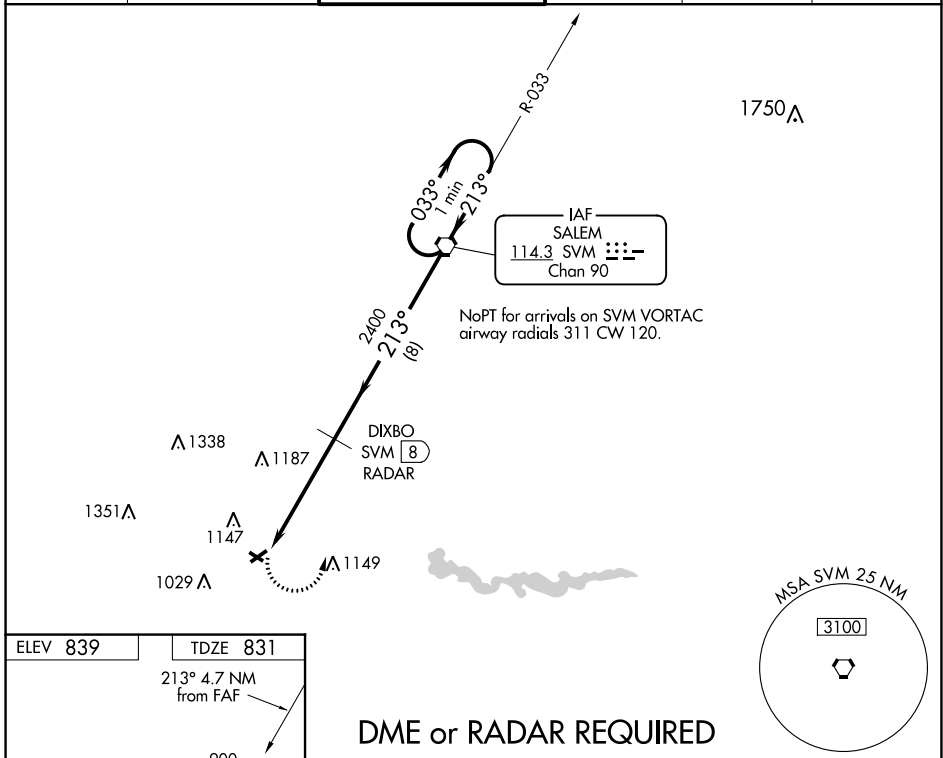 R-033
1750
033°
1 min
213°
IAF
SALEM
114.3 SVM
Chan 90
NoPT for arrivals on SVM VORTAC
airway radials 311 CW 120.
2400
213°
(8)
DIXBO
SVM 8
RADAR
1338
1187
1351
1147
1149
1029
MSA SVM 25 NM
3100
ELEV 839
TDZE 831
213° 4.7 NM
from FAF
DME or RADAR REQUIRED